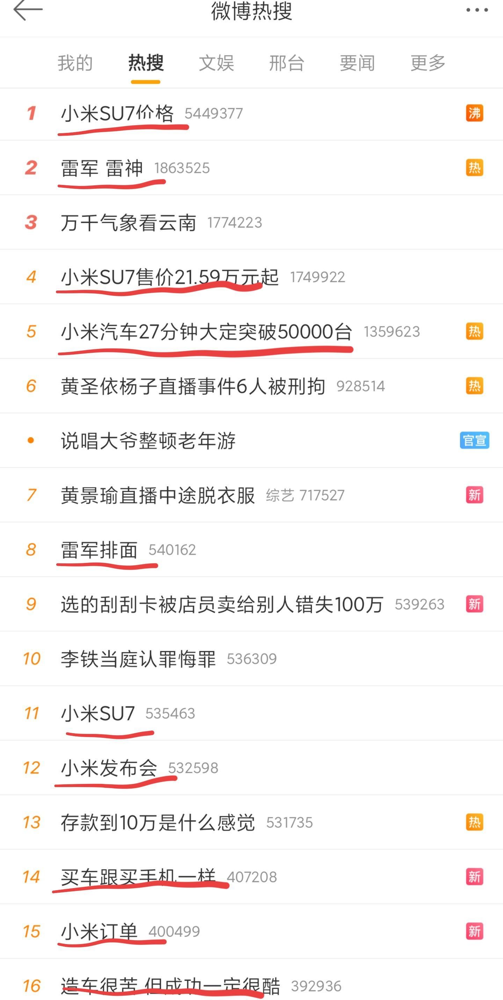 微博热搜
我的 热搜 文娱 邢台 要闻 更多
1 小米SU7价格 5449377 沸
2 雷军 雷神 1863525 热
3 万千气象看云南 1774223
4 小米SU7售价21.59万元起 1749922
5 小米汽车27分钟大定突破50000台 1359623 热
6 黄圣依杨子直播事件6人被刑拘 928514 热
• 说唱大爷整顿老年游 官宣
7 黄景瑜直播中途脱衣服 综艺 717527 新
8 雷军排面 540162
9 选的刮刮卡被店员卖给别人错失100万 539263 新
10 李铁当庭认罪悔罪 536309
11 小米SU7 535463
12 小米发布会 532598
13 存款到10万是什么感觉 531735 热
14 买车跟买手机一样 407208 新
15 小米订单 400499 新
16 造车很苦 但成功一定很酷 392936